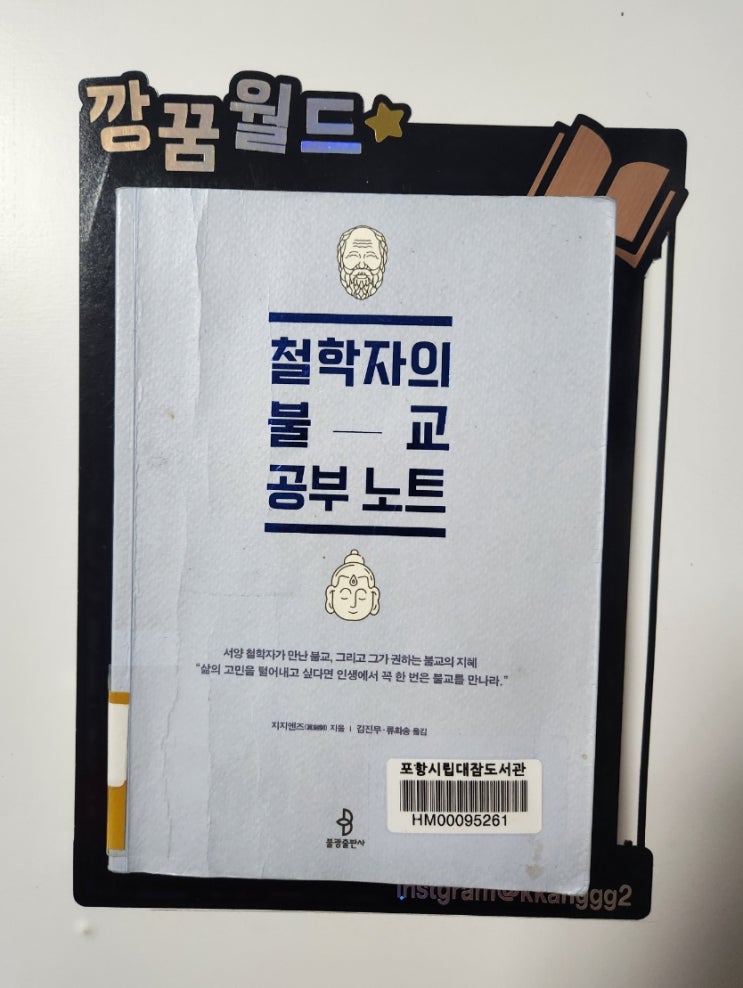 깡꿈월드
철학자의
불 — 교
공부 노트
서양 철학자가 만난 불교, 그리고 그가 권하는 불교의 지혜
"삶의 고민을 털어내고 싶다면 인생에서 꼭 한 번은 불교를 만나라."
지지엔즈 지음 | 김진무·류화송 옮김
포항시립대잠도서관
HM00095261
불광출판사
instgram@kkanggg2